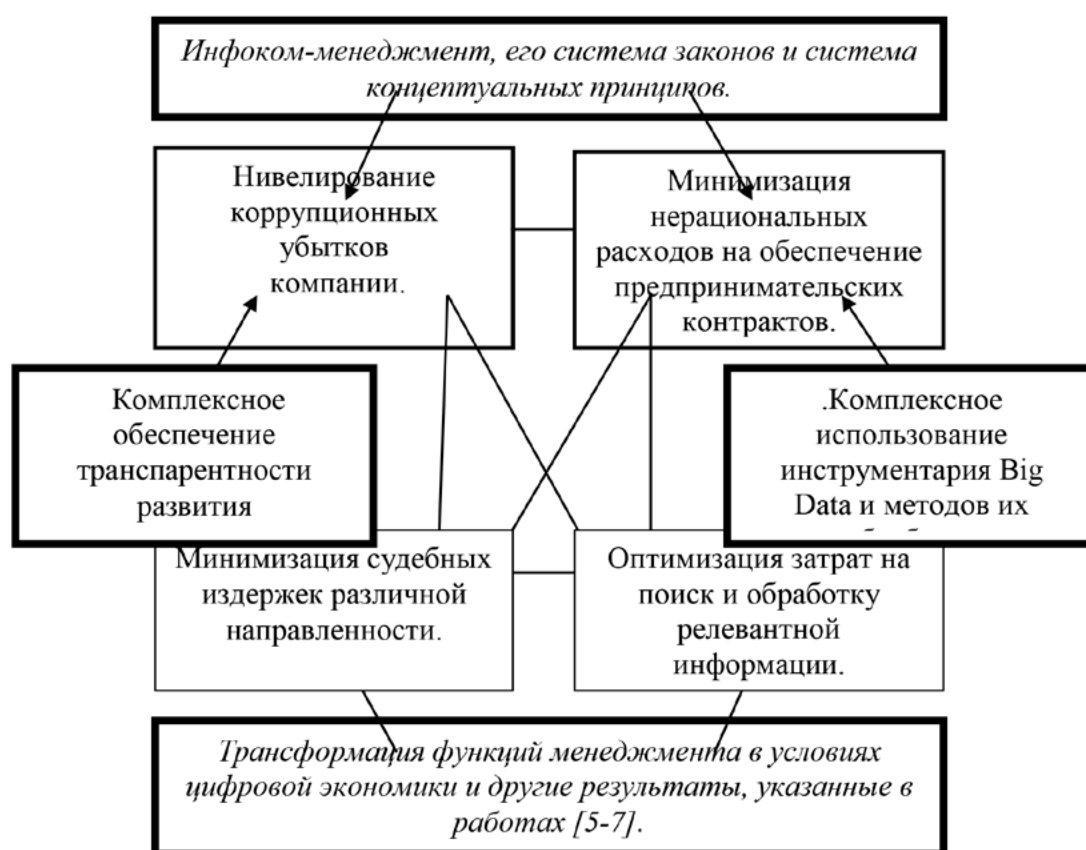 Инфоком-менеджмент, его система законов и система
концептуальных принципов.
Нивелирование
коррупционных
убытков
компании.
Минимизация
нерациональных
расходов на обеспечение
предпринимательских
контрактов.
Комплексное
обеспечение
транспарентности
развития
.Комплексное
использование
инструментария Big
Data и методов их
Минимизация судебных
издержек различной
направленности.
Оптимизация затрат на
поиск и обработку
релевантной
информации.
Трансформация функций менеджмента в условиях
цифровой экономики и другие результаты, указанные в
работах [5-7].